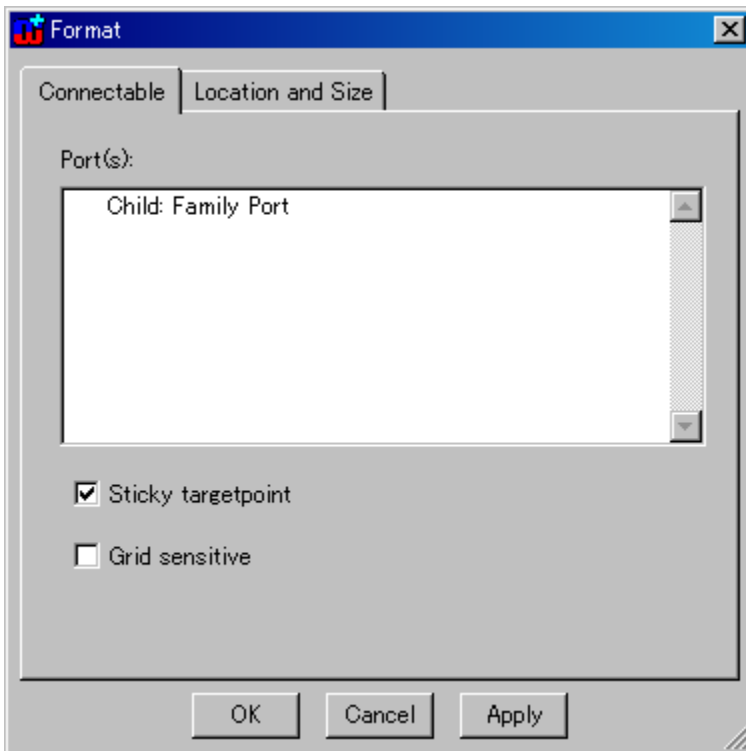 Format
Connectable Location and Size
Port(s):
Child: Family Port
Sticky targetpoint
Grid sensitive
OK Cancel Apply